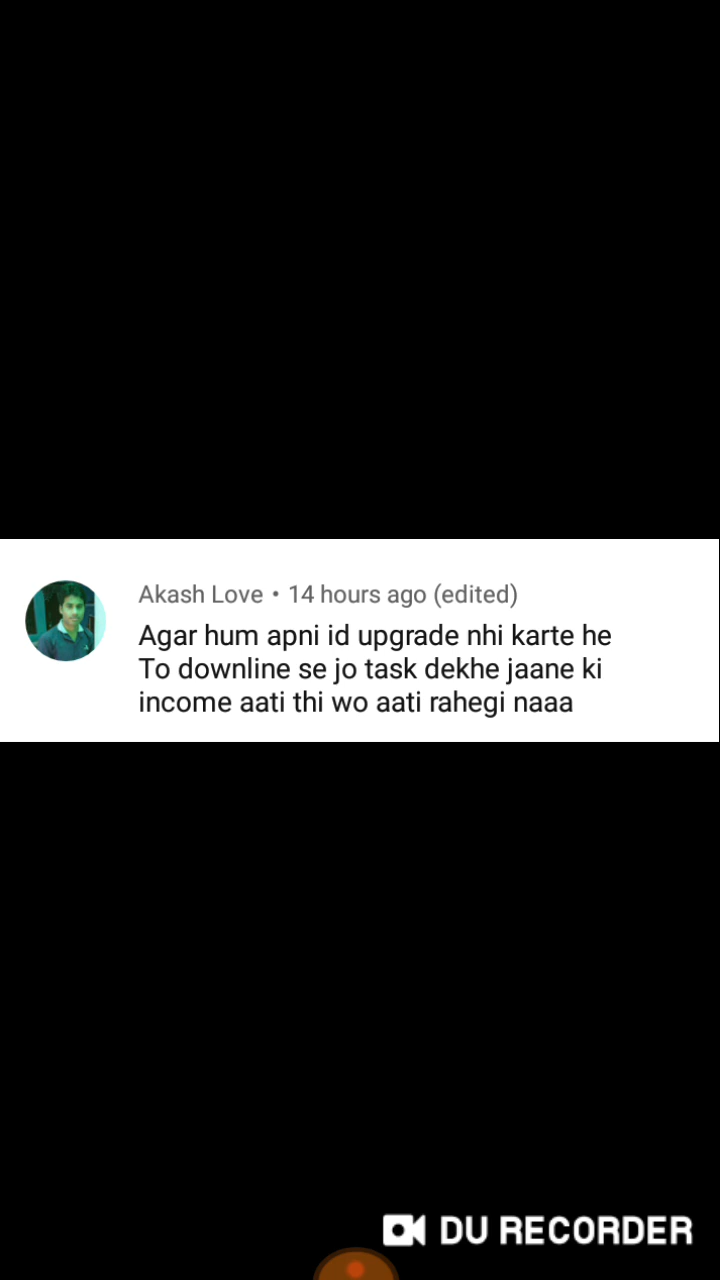 Akash Love • 14 hours ago (edited)
Agar hum apni id upgrade nhi karte he
To downline se jo task dekhe jaane ki
income aati thi wo aati rahegi naaa
DU RECORDER